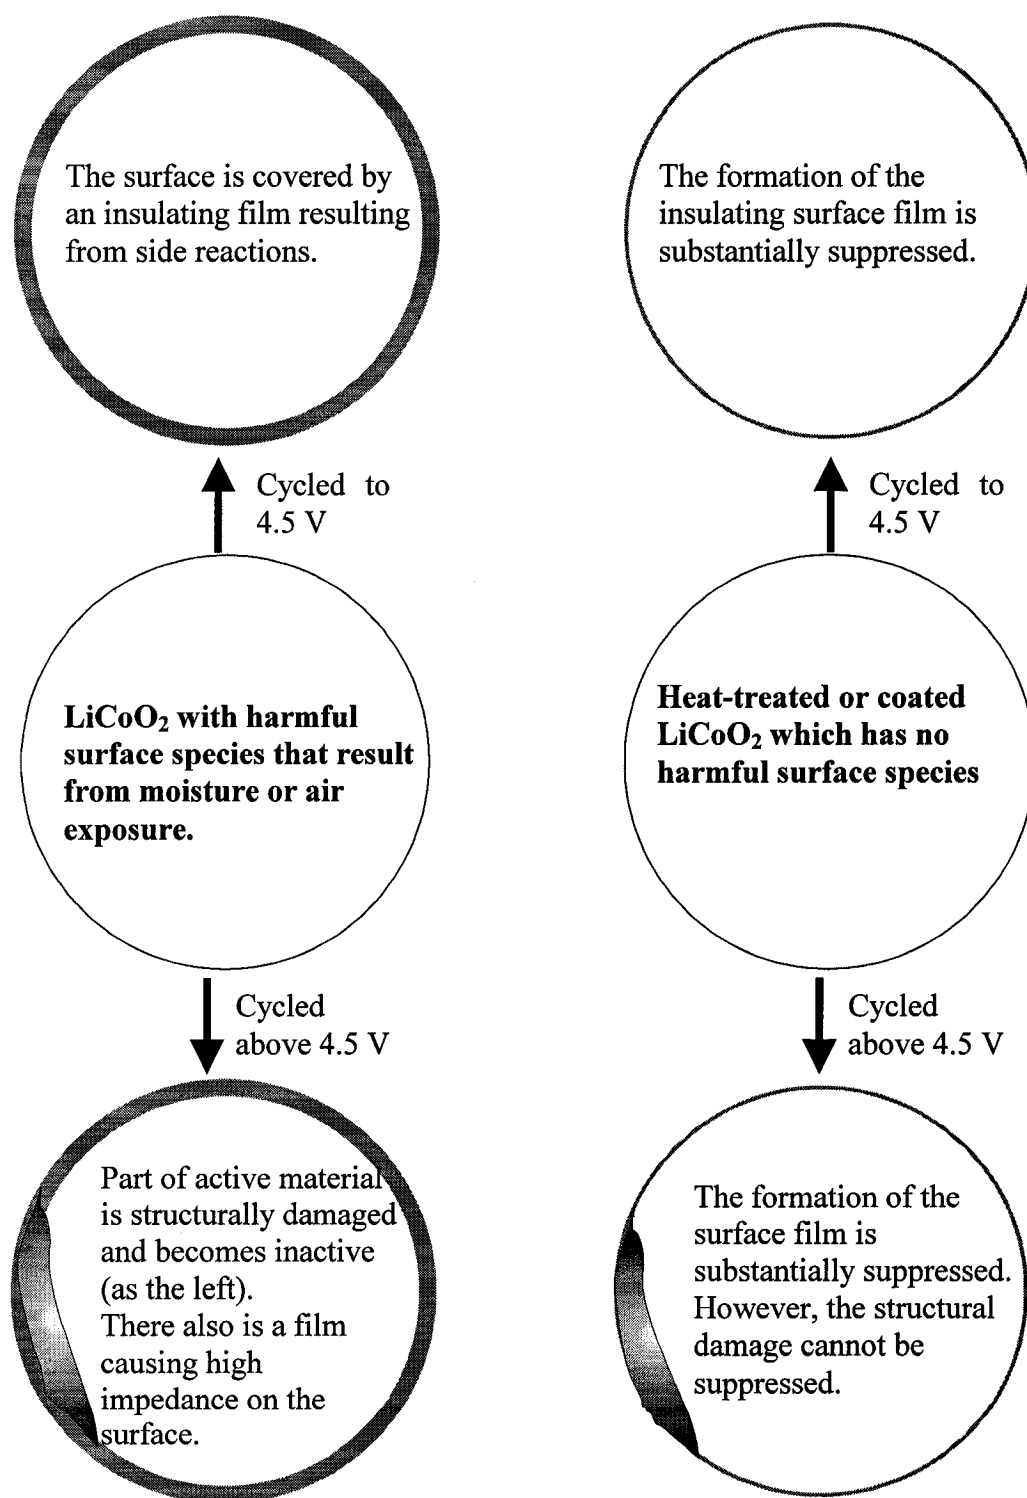 The surface is covered by
an insulating film resulting
from side reactions.
The formation of the
insulating surface film is
substantially suppressed.
Cycled to
4.5 V
Cycled to
4.5 V
LiCoO₂ with harmful
surface species that result
from moisture or air
exposure.
Heat-treated or coated
LiCoO₂ which has no
harmful surface species
Cycled
above 4.5 V
Cycled
above 4.5 V
Part of active material
is structurally damaged
and becomes inactive
(as the left).
There also is a film
causing high
impedance on the
surface.
The formation of the
surface film is
substantially suppressed.
However, the structural
damage cannot be
suppressed.